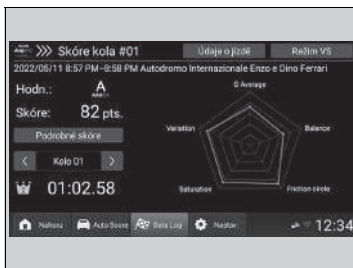 Skóre kola #01 Údaje o jízdě Režim VS
2022/05/11 8:57 PM-8:58 PM Autodromo Internazionale Enzo e Dino Ferrari
Hodn.: A
Skóre: 82 pts.
Podrobné skóre
Kolo 01
01:02.58
G Average
Variation Balance
Saturation Friction circle
Nahoru Auto Score Data Log Nastav. 12:34